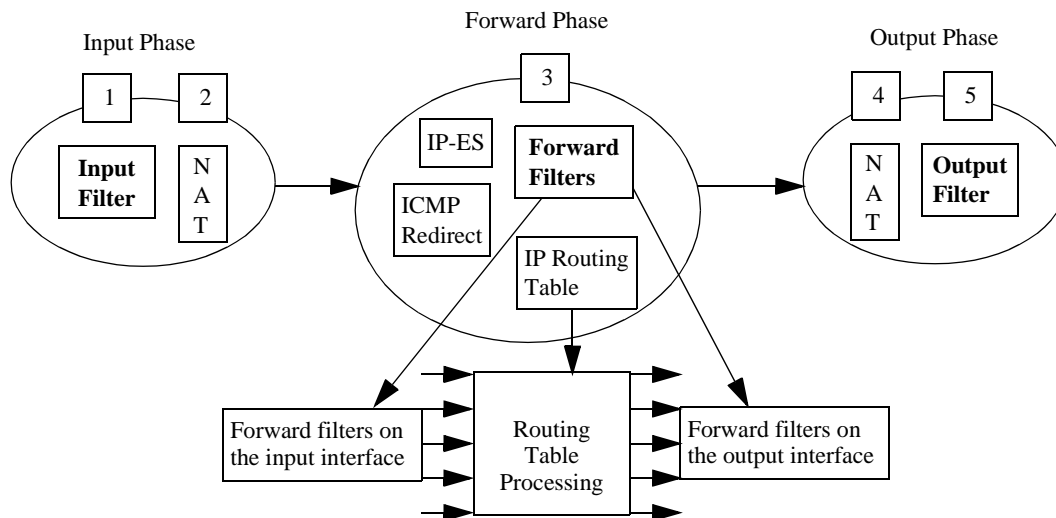 Input Phase
Forward Phase
Output Phase
1
2
3
4
5
Input
Filter
N
A
T
IP-ES
Forward
Filters
ICMP
Redirect
IP Routing
Table
N
A
T
Output
Filter
Forward filters on
the input interface
Routing
Table
Processing
Forward filters on
the output interface